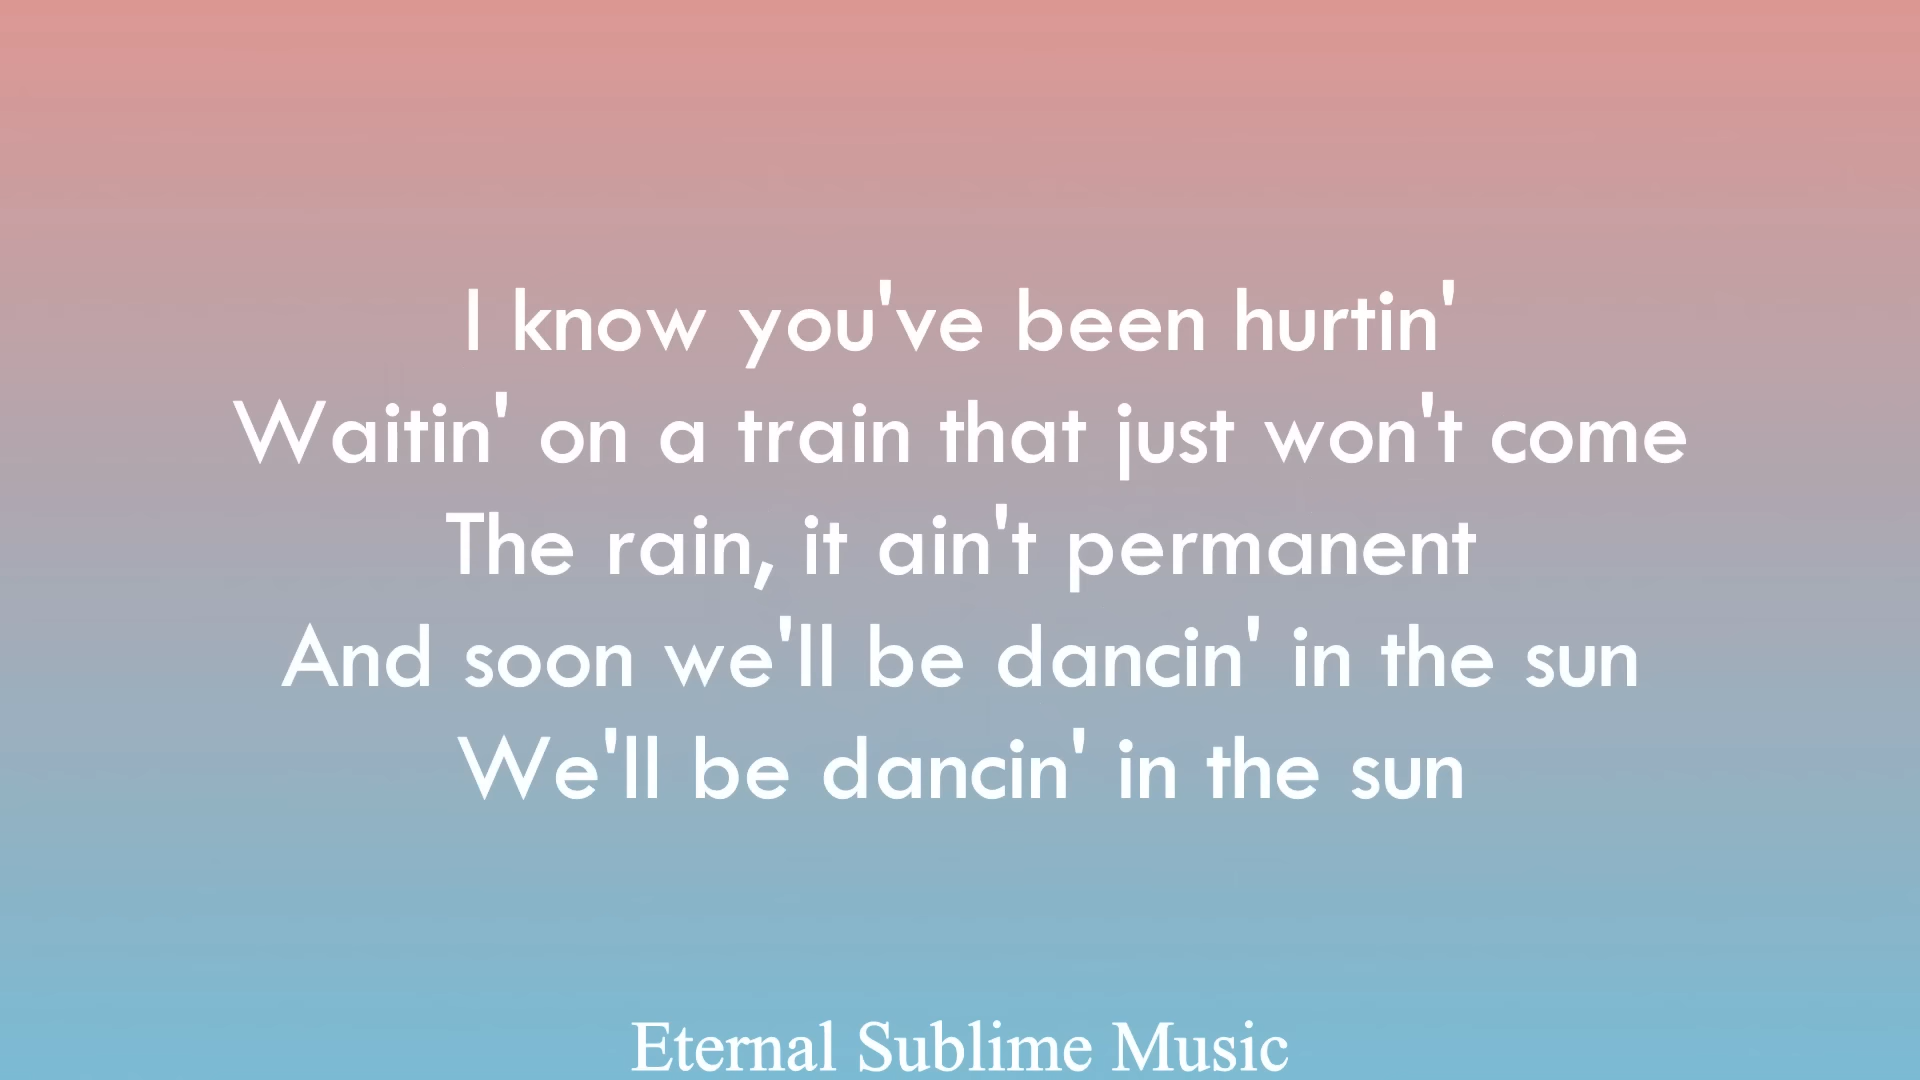 I know you've been hurtin'
Waitin' on a train that just won't come
The rain, it ain't permanent
And soon we'll be dancin' in the sun
We'll be dancin' in the sun
Eternal Sublime Music